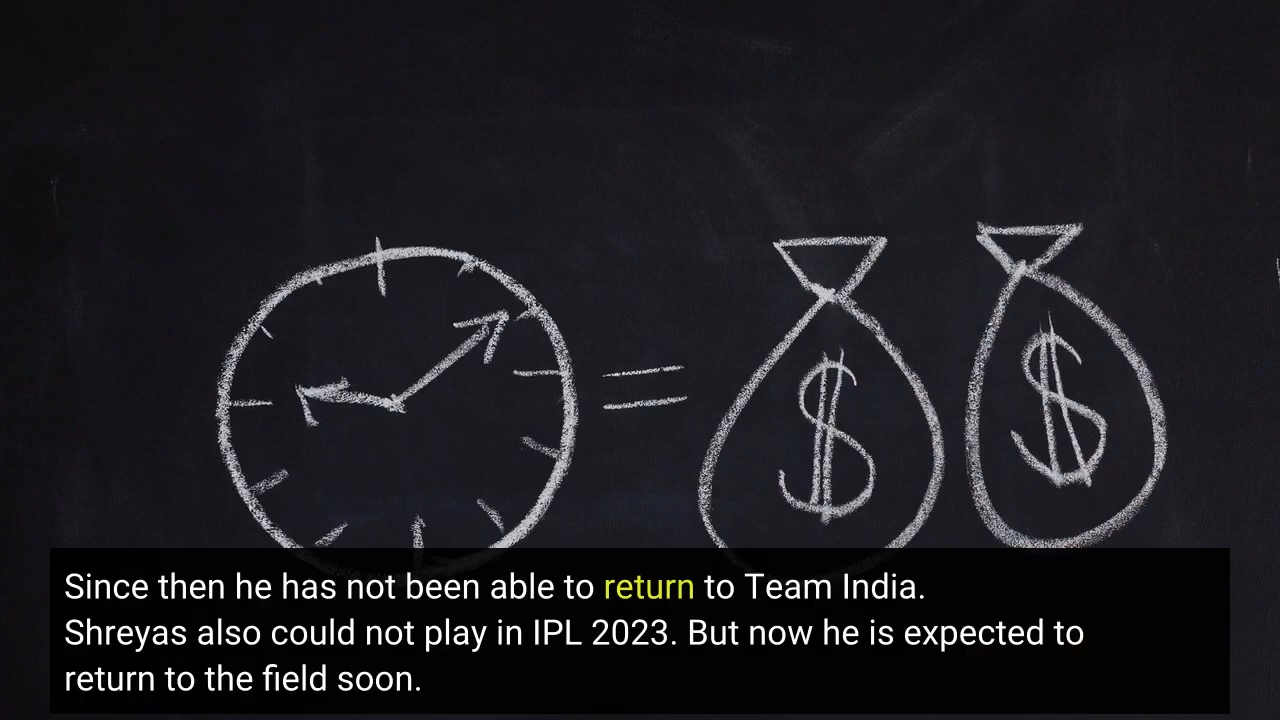 =
$ $
Since then he has not been able to return to Team India.
Shreyas also could not play in IPL 2023. But now he is expected to
return to the field soon.